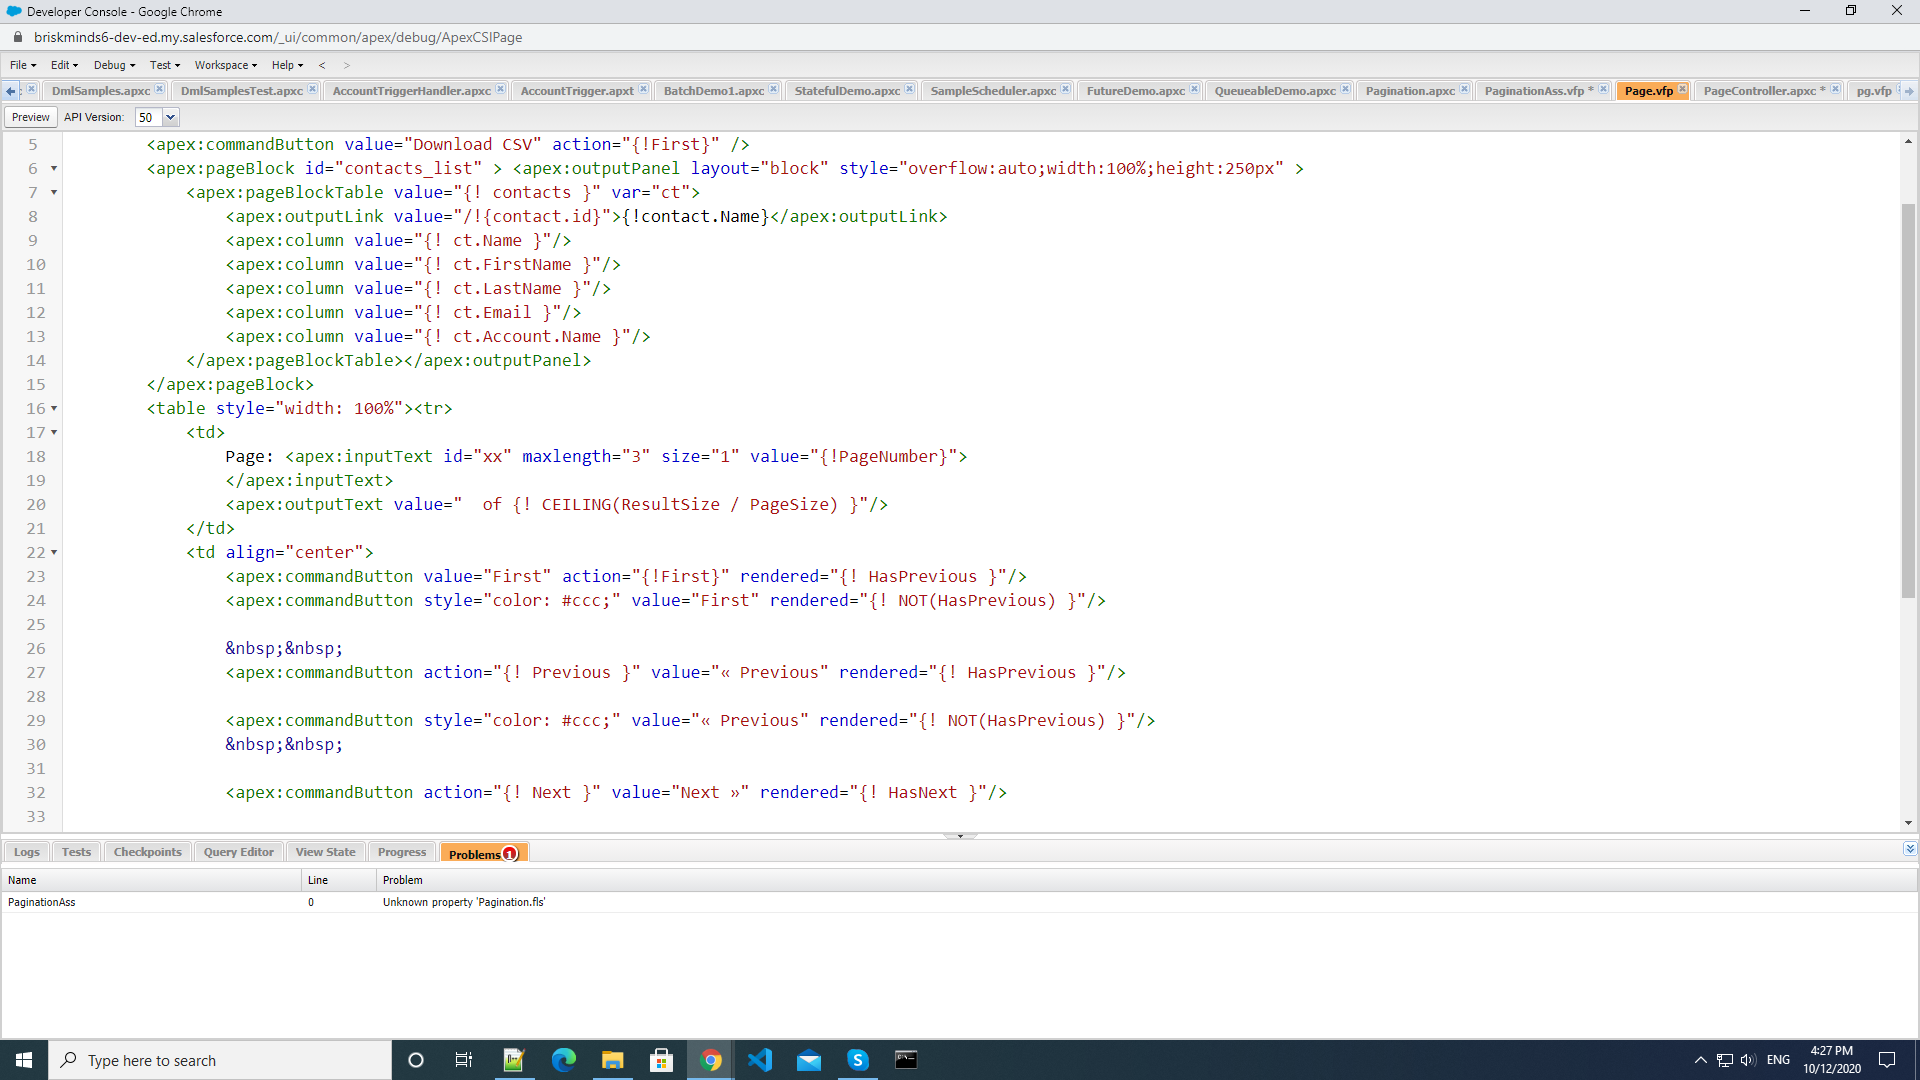 Developer Console - Google Chrome
briskminds6-dev-ed.my.salesforce.com/_ui/common/apex/debug/ApexCSIPage
File Edit Debug Test Workspace Help < >
DmlSamples.apxc DmlSamplesTest.apxc AccountTriggerHandler.apxc AccountTrigger.apxt BatchDemo1.apxc StatefulDemo.apxc SampleScheduler.apxc FutureDemo.apxc QueueableDemo.apxc Pagination.apxc PaginationAss.vfp * Page.vfp PageController.apxc * pg.vfp
Preview API Version: 50
5 <apex:commandButton value="Download CSV" action="{!First}" />
6 <apex:pageBlock id="contacts_list" > <apex:outputPanel layout="block" style="overflow:auto;width:100%;height:250px" >
7 <apex:pageBlockTable value="{! contacts }" var="ct">
8 <apex:outputLink value="/!{contact.id}">{!contact.Name}</apex:outputLink>
9 <apex:column value="{! ct.Name }"/>
10 <apex:column value="{! ct.FirstName }"/>
11 <apex:column value="{! ct.LastName }"/>
12 <apex:column value="{! ct.Email }"/>
13 <apex:column value="{! ct.Account.Name }"/>
14 </apex:pageBlockTable></apex:outputPanel>
15 </apex:pageBlock>
16 <table style="width: 100%"><tr>
17 <td>
18 Page: <apex:inputText id="xx" maxlength="3" size="1" value="{!PageNumber}">
19 </apex:inputText>
20 <apex:outputText value="  of {! CEILING(ResultSize / PageSize) }"/>
21 </td>
22 <td align="center">
23 <apex:commandButton value="First" action="{!First}" rendered="{! HasPrevious }"/>
24 <apex:commandButton style="color: #ccc;" value="First" rendered="{! NOT(HasPrevious) }"/>
25
26 &nbsp;&nbsp;
27 <apex:commandButton action="{! Previous }" value="« Previous" rendered="{! HasPrevious }"/>
28
29 <apex:commandButton style="color: #ccc;" value="« Previous" rendered="{! NOT(HasPrevious) }"/>
30 &nbsp;&nbsp;
31
32 <apex:commandButton action="{! Next }" value="Next »" rendered="{! HasNext }"/>
33
Logs Tests Checkpoints Query Editor View State Progress Problems 1
Name Line Problem
PaginationAss 0 Unknown property 'Pagination.fls'
Type here to search
ENG
4:27 PM
10/12/2020